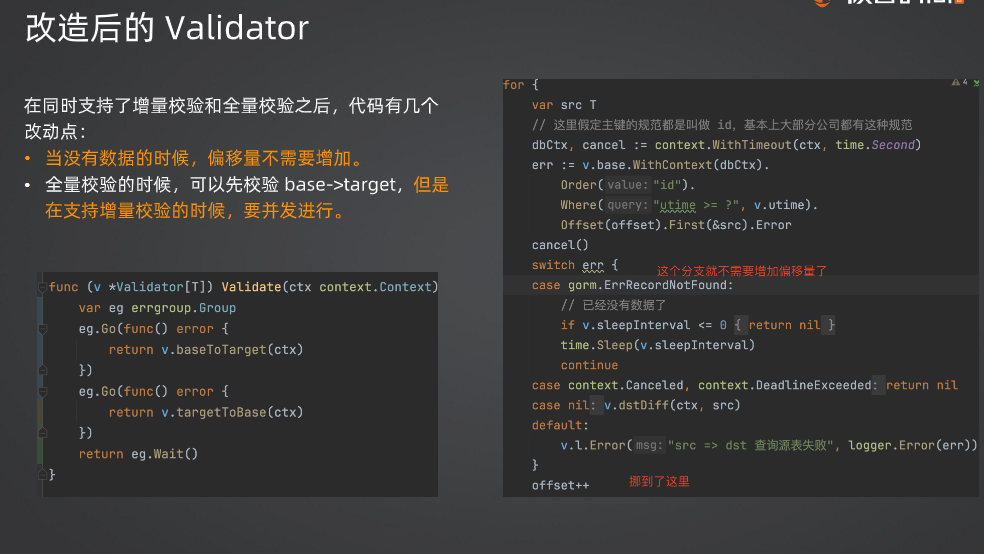 改造后的 Validator
在同时支持了增量校验和全量校验之后，代码有几个
改动点：
• 当没有数据的时候，偏移量不需要增加。
• 全量校验的时候，可以先校验 base->target，但是
在支持增量校验的时候，要并发进行。
func (v *Validator[T]) Validate(ctx context.Context)
var eg errgroup.Group
eg.Go(func() error {
return v.baseToTarget(ctx)
})
eg.Go(func() error {
return v.targetToBase(ctx)
})
return eg.Wait()
}
for {
4
var src T
// 这里假定主键的规范都是叫做 id, 基本上大部分公司都有这种规范
dbCtx, cancel := context.WithTimeout(ctx, time.Second)
err := v.base.WithContext(dbCtx).
Order( value: "id").
Where( query: "utime >= ?", v.utime).
Offset(offset).First(&src).Error
cancel()
switch err {
这个分支就不需要增加偏移量了
case gorm.ErrRecordNotFound:
// 已经没有数据了
if v.sleepInterval <= 0 { return nil }
time.Sleep(v.sleepInterval)
continue
case context.Canceled, context.DeadlineExceeded: return nil
case nil: v.dstDiff(ctx, src)
default:
v.l.Error( msg: "src => dst 查询源表失败", logger.Error(err))
}
offset++ 挪到了这里